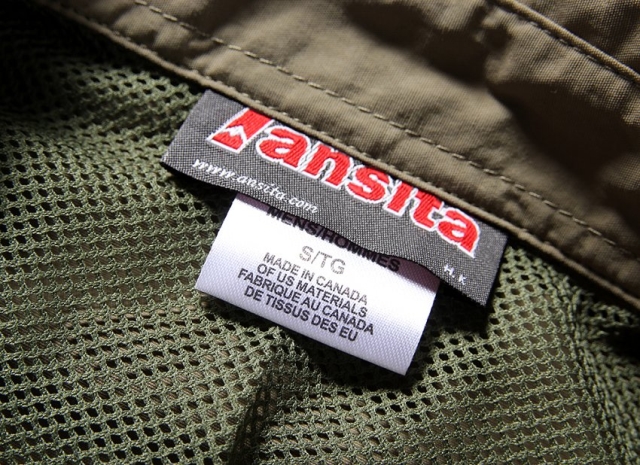 ansita
www.ansita.com
H.K
MENS/HOMMES
S/TG
MADE IN CANADA
OF US MATERIALS
FABRIQUE AU CANADA
DE TISSUS DES EU